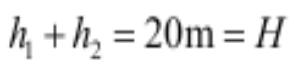 h₁ + h₂ = 20m = H